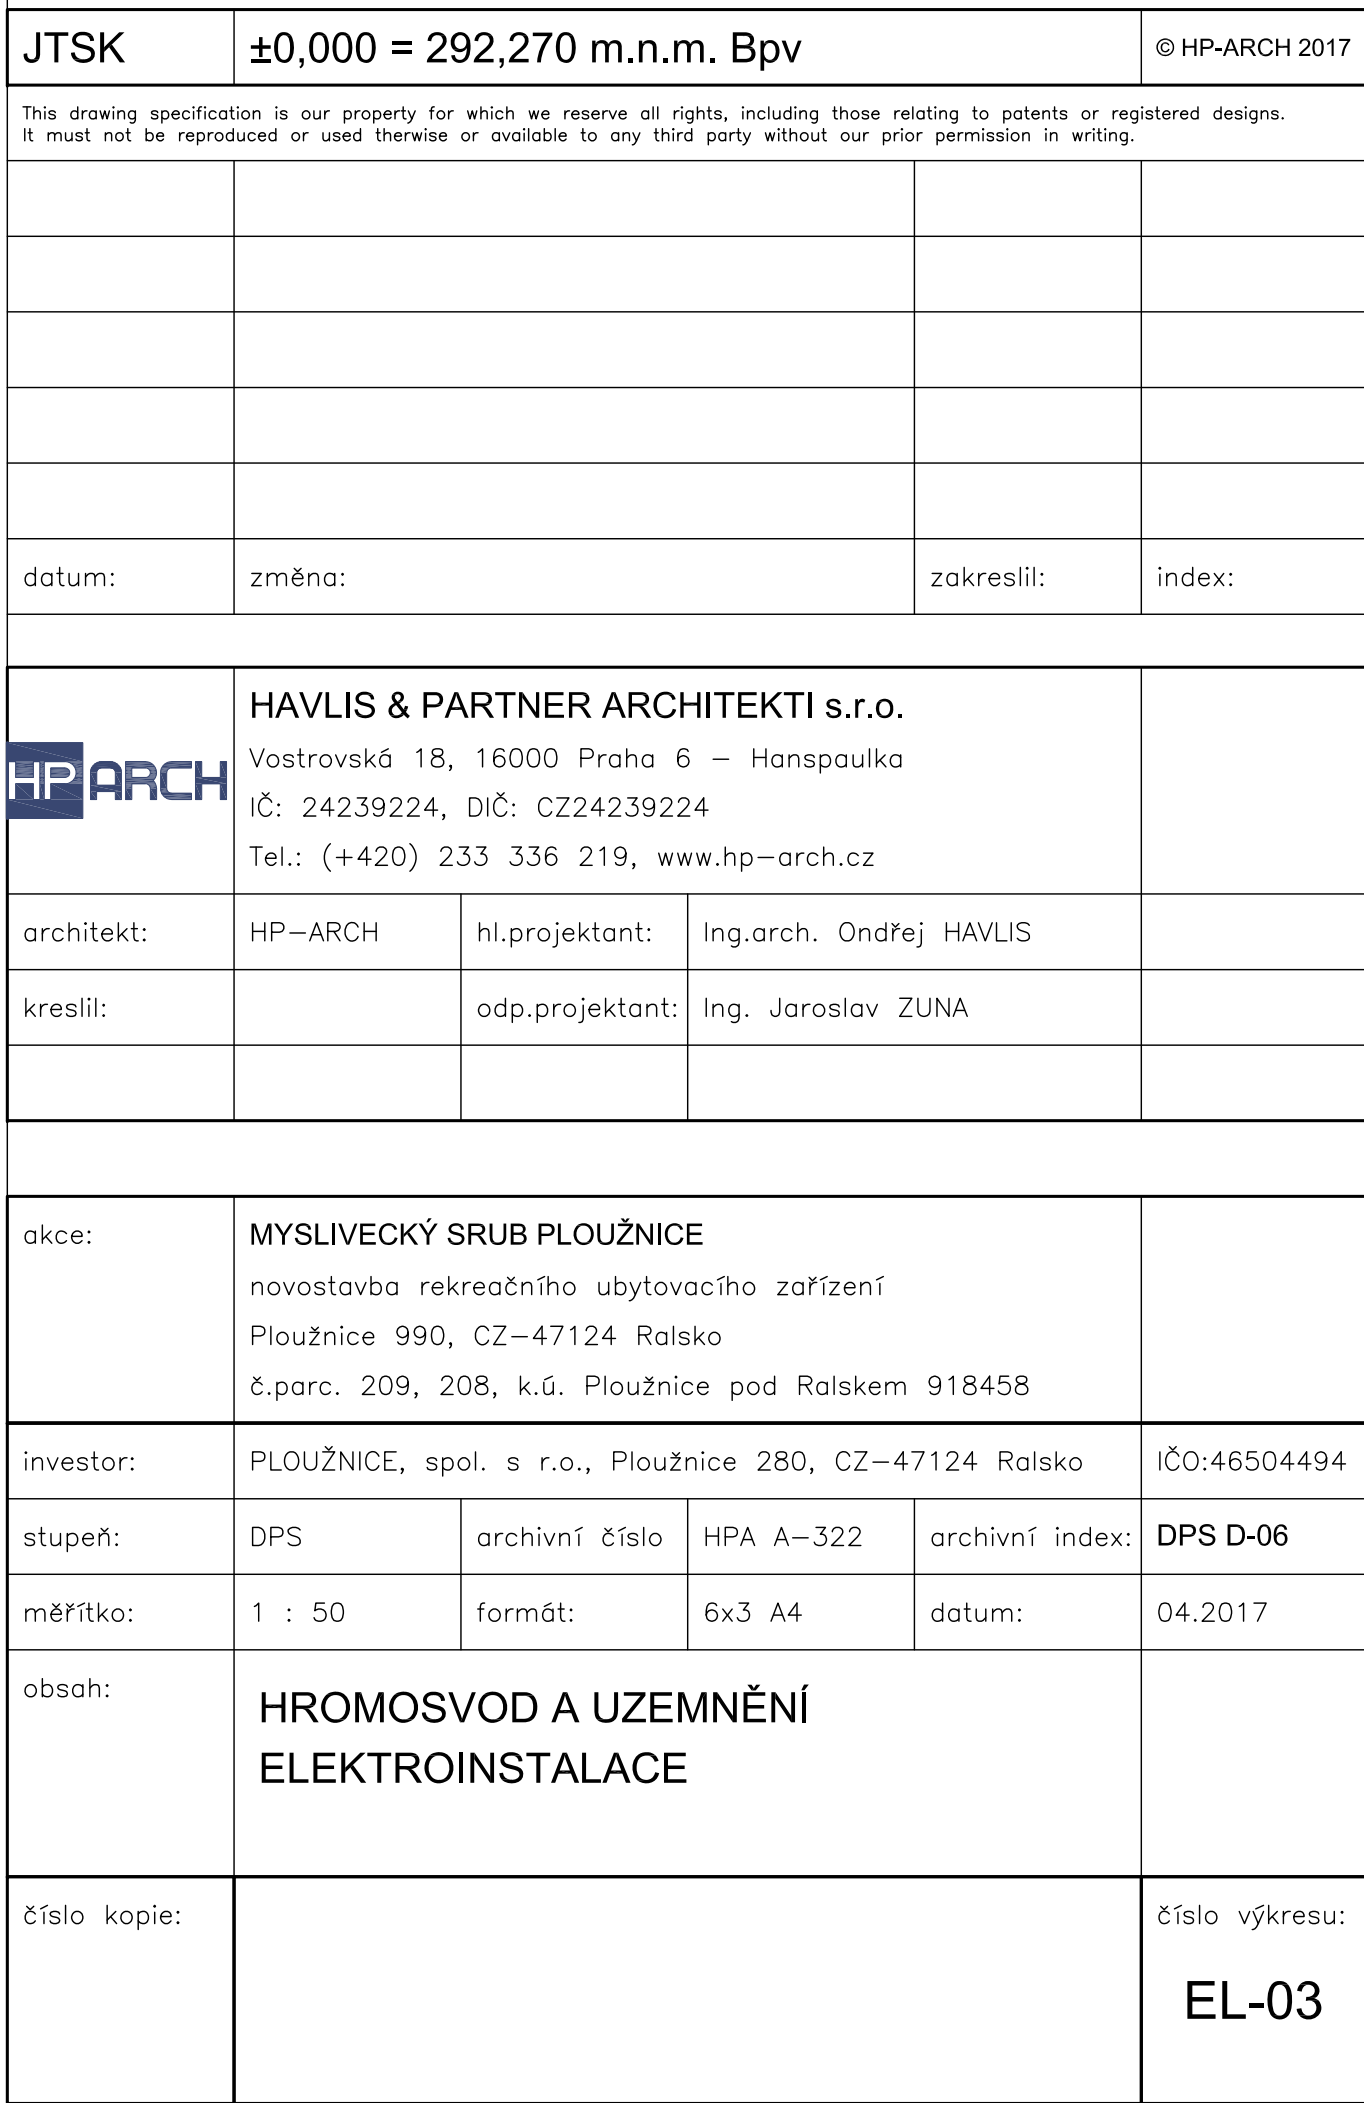 JTSK ±0,000 = 292,270 m.n.m. Bpv © HP-ARCH 2017
This drawing specification is our property for which we reserve all rights, including those relating to patents or registered designs.
It must not be reproduced or used therwise or available to any third party without our prior permission in writing.
datum: změna: zakreslil: index:
HAVLIS & PARTNER ARCHITEKTI s.r.o.
HP ARCH
Vostrovská 18, 16000 Praha 6 – Hanspaulka
IČ: 24239224, DIČ: CZ24239224
Tel.: (+420) 233 336 219, www.hp-arch.cz
architekt: HP-ARCH hl.projektant: Ing.arch. Ondřej HAVLIS
kreslil: odp.projektant: Ing. Jaroslav ZUNA
akce: MYSLIVECKÝ SRUB PLOUŽNICE
novostavba rekreačního ubytovacího zařízení
Ploužnice 990, CZ-47124 Ralsko
č.parc. 209, 208, k.ú. Ploužnice pod Ralskem 918458
investor: PLOUŽNICE, spol. s r.o., Ploužnice 280, CZ-47124 Ralsko IČO:46504494
stupeň: DPS archivní číslo HPA A-322 archivní index: DPS D-06
měřítko: 1 : 50 formát: 6x3 A4 datum: 04.2017
obsah: HROMOSVOD A UZEMNĚNÍ
ELEKTROINSTALACE
číslo kopie: číslo výkresu:
EL-03